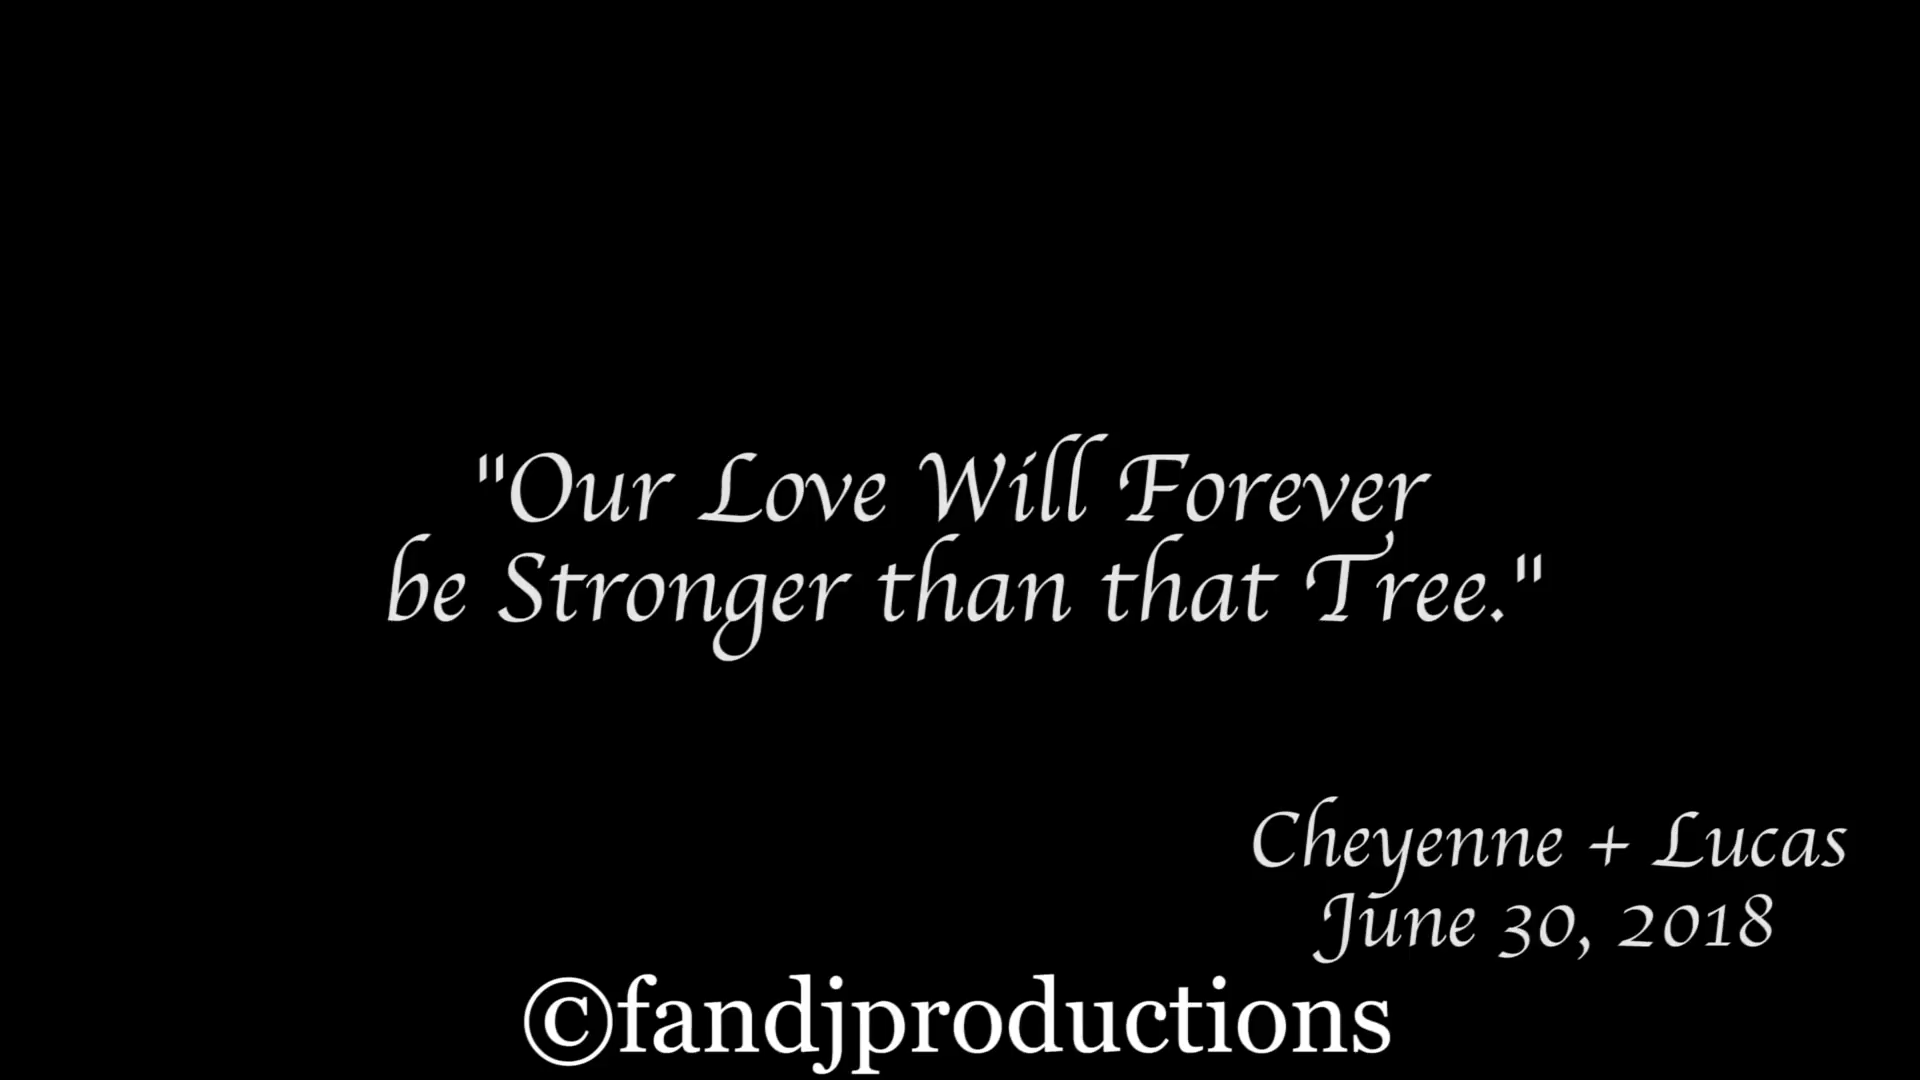 "Our Love Will Forever
be Stronger than that Tree."
Cheyenne + Lucas
June 30, 2018
©fandjproductions